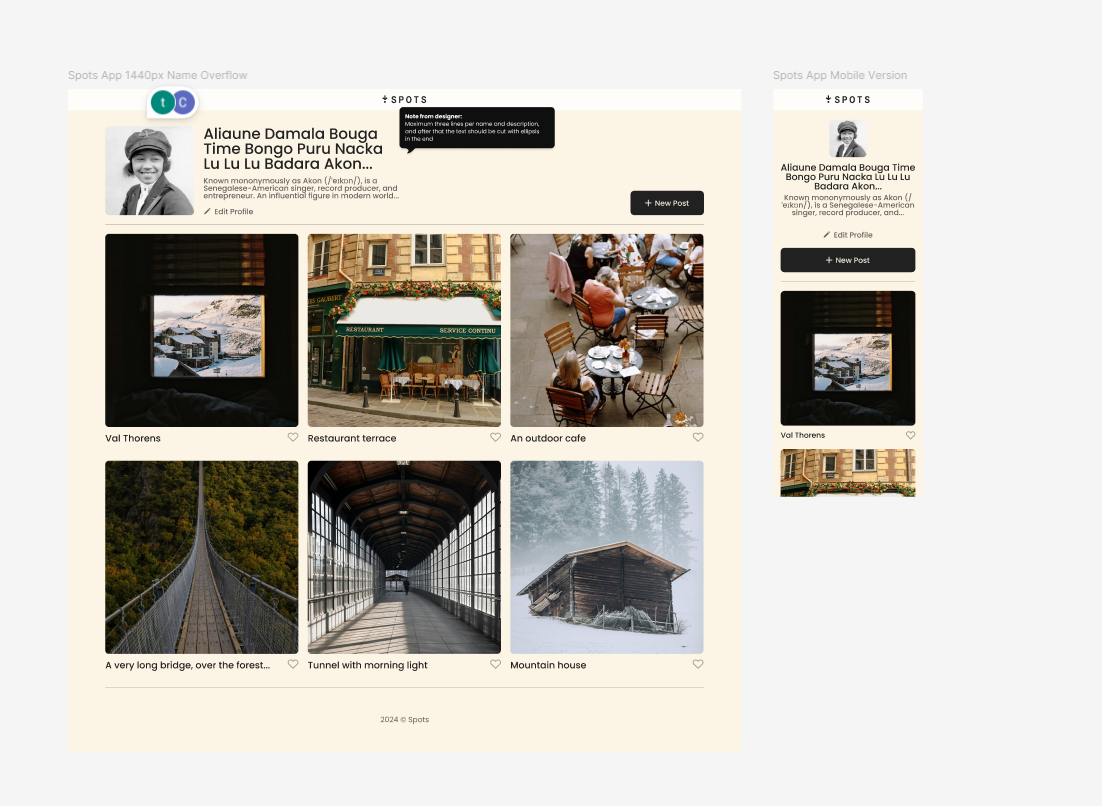 Spots App 1440px Name Overflow
t C
SPOTS
Note from designer:
Maximum three lines per name and description,
and after that the text should be cut with ellipsis
in the end
Aliaune Damala Bouga
Time Bongo Puru Nacka
Lu Lu Lu Badara Akon...
Known mononymously as Akon (/ˈeɪkɒn/), is a
Senegalese-American singer, record producer, and
entrepreneur. An influential figure in modern world...
Edit Profile
+ New Post
GAUBERT
RESTAURANT
SERVICE CONTINU
Val Thorens
Restaurant terrace
An outdoor cafe
A very long bridge, over the forest...
Tunnel with morning light
Mountain house
2024 © Spots
Spots App Mobile Version
SPOTS
Aliaune Damala Bouga Time
Bongo Puru Nacka Lu Lu Lu
Badara Akon...
Known mononymously as Akon (/
ˈeɪkɒn/), is a Senegalese-American
singer, record producer, and...
Edit Profile
+ New Post
Val Thorens